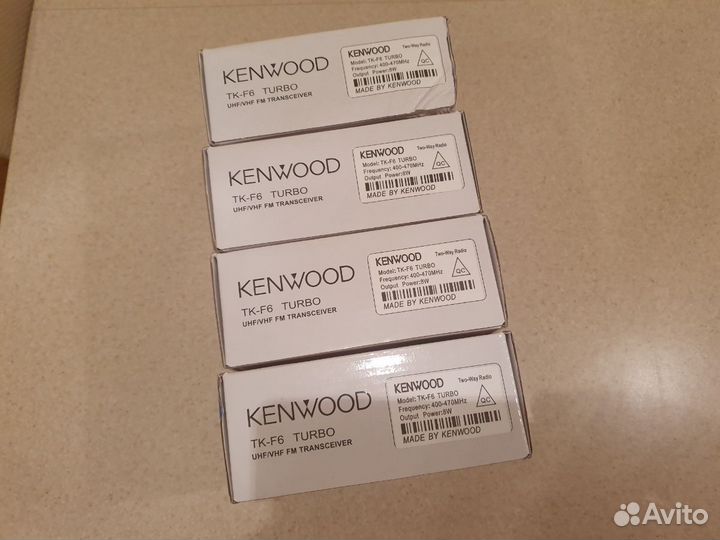 KENWOOD
TK-F6 TURBO
UHF/VHF FM TRANSCEIVER
KENWOOD Two-Way Radio
Model: TK-F6 TURBO
Frequency: 400-470MHz
Output Power:8W
QC
MADE BY KENWOOD
KENWOOD
TK-F6 TURBO
UHF/VHF FM TRANSCEIVER
KENWOOD Two-Way Radio
Model: TK-F6 TURBO
Frequency: 400-470MHz
Output Power:8W
QC
MADE BY KENWOOD
KENWOOD
TK-F6 TURBO
UHF/VHF FM TRANSCEIVER
KENWOOD Two-Way Radio
Model: TK-F6 TURBO
Frequency: 400-470MHz
Output Power:8W
QC
MADE BY KENWOOD
KENWOOD
TK-F6 TURBO
UHF/VHF FM TRANSCEIVER
KENWOOD Two-Way Radio
Model: TK-F6 TURBO
Frequency: 400-470MHz
Output Power:8W
QC
MADE BY KENWOOD
Avito